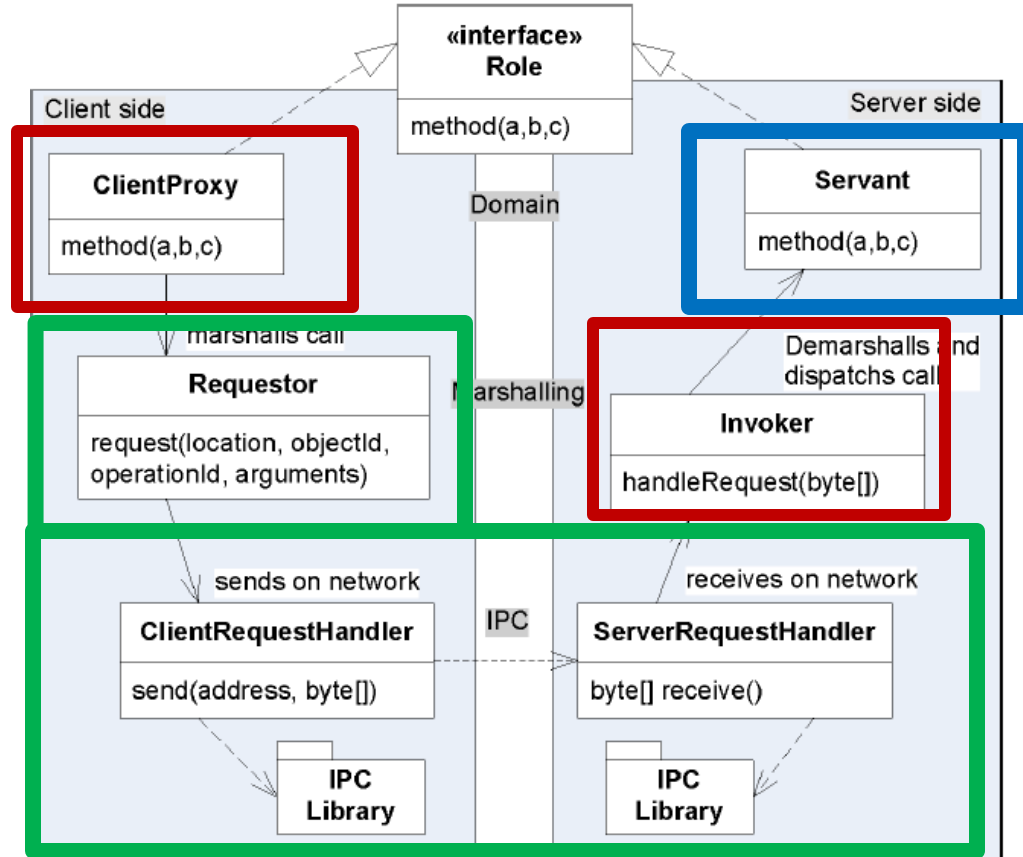 «interface»
Role
method(a,b,c)
Client side
Server side
ClientProxy
method(a,b,c)
Domain
Servant
method(a,b,c)
marshalls call
Demarshalls and
dispatchs call
Requestor
request(location, objectId,
operationId, arguments)
Marshalling
Invoker
handleRequest(byte[])
sends on network
receives on network
ClientRequestHandler
send(address, byte[])
IPC
ServerRequestHandler
byte[] receive()
IPC
Library
IPC
Library